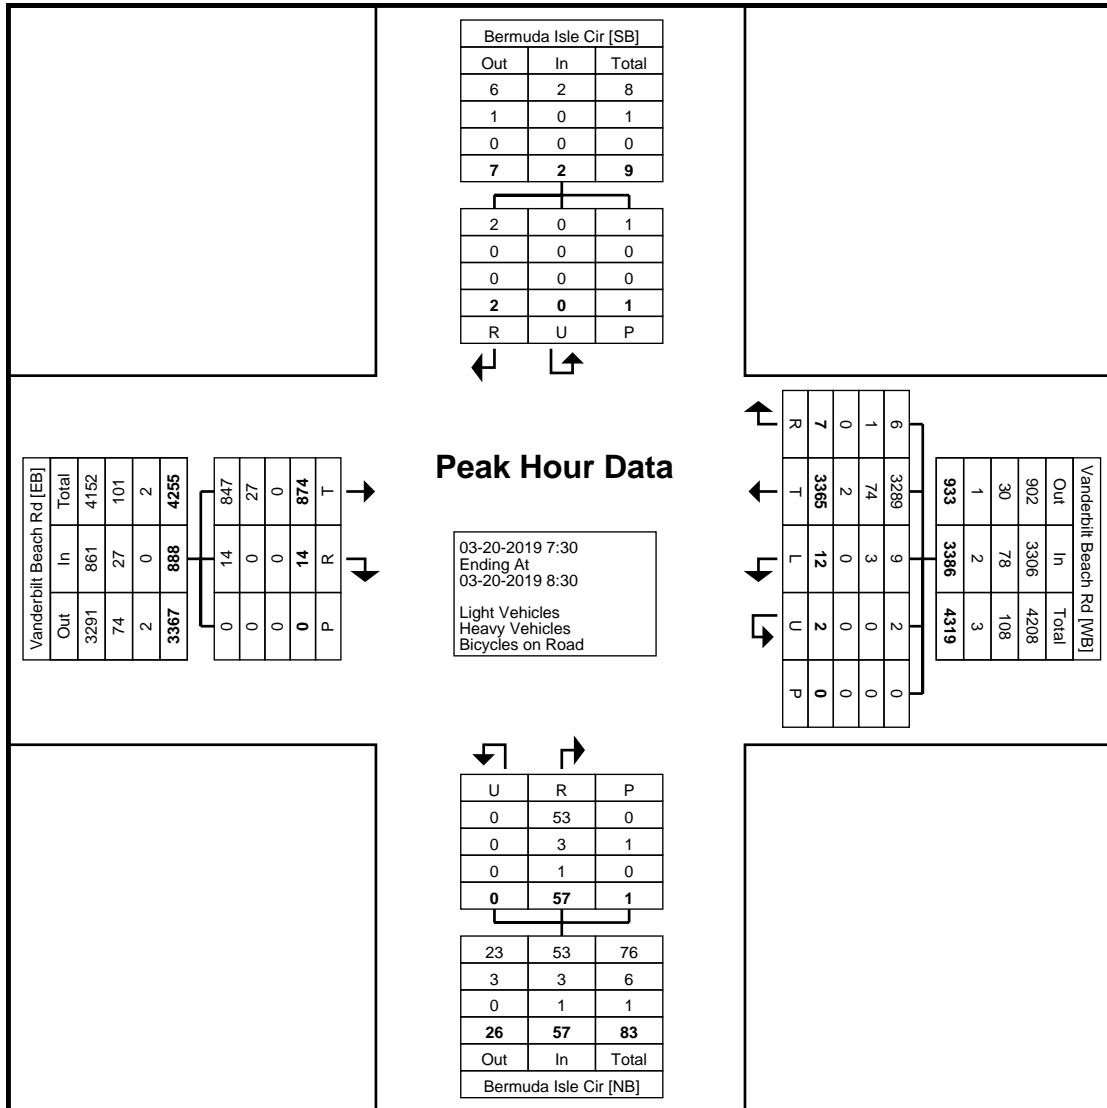 Bermuda Isle Cir [SB]
Out In Total
6 2 8
1 0 1
0 0 0
7 2 9
2 0 1
0 0 0
0 0 0
2 0 1
R U P
Peak Hour Data
03-20-2019 7:30
Ending At
03-20-2019 8:30
Light Vehicles
Heavy Vehicles
Bicycles on Road
Vanderbilt Beach Rd [EB]
Total In Out
4152 861 3291
101 27 74
2 0 2
4255 888 3367
847 14 0
27 0 0
0 0 0
874 14 0
T R P
Vanderbilt Beach Rd [WB]
Out In Total
902 3306 4208
30 78 108
1 2 3
933 3386 4319
6 3289 9 2 0
1 74 3 0 0
0 2 0 0 0
7 3365 12 2 0
R T L U P
U R P
0 53 0
0 3 1
0 1 0
0 57 1
23 53 76
3 3 6
0 1 1
26 57 83
Out In Total
Bermuda Isle Cir [NB]